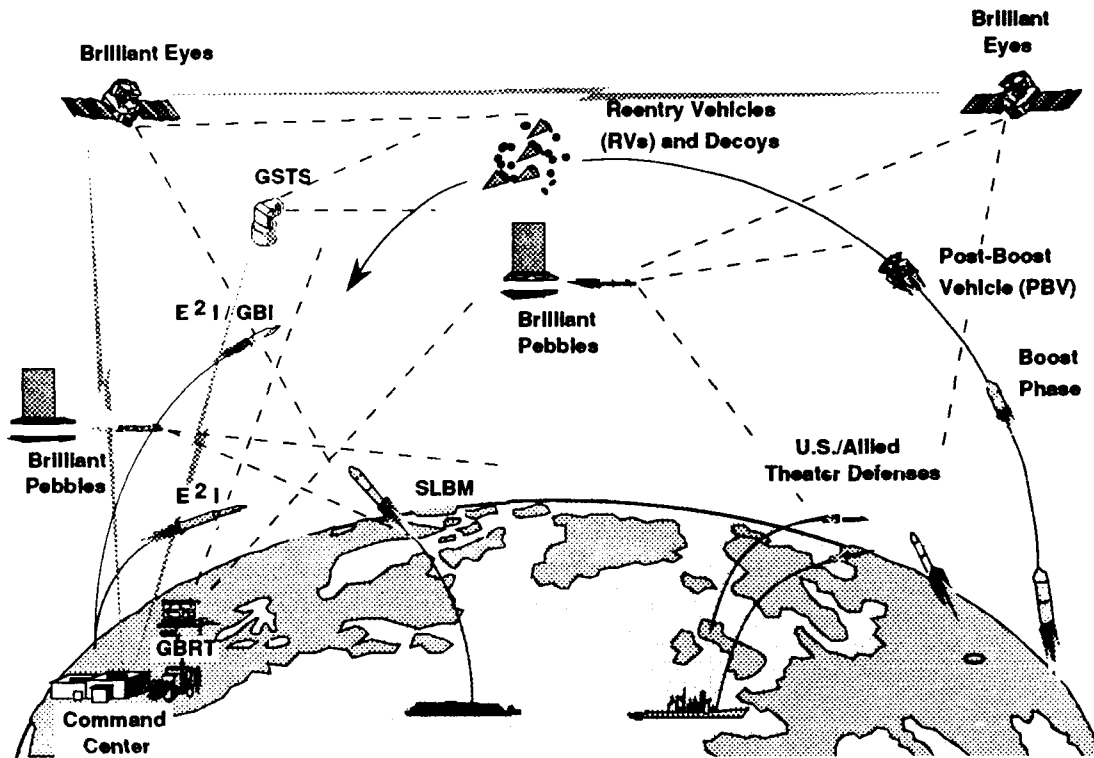 Brilliant Eyes
Brilliant
Eyes
Reentry Vehicles
(RVs) and Decoys
GSTS
Post-Boost
Vehicle (PBV)
E 2 I / GBI
Brilliant
Pebbles
Boost
Phase
U.S./Allied
Theater Defenses
Brilliant
Pebbles
E 2 I
SLBM
GBRT
Command
Center